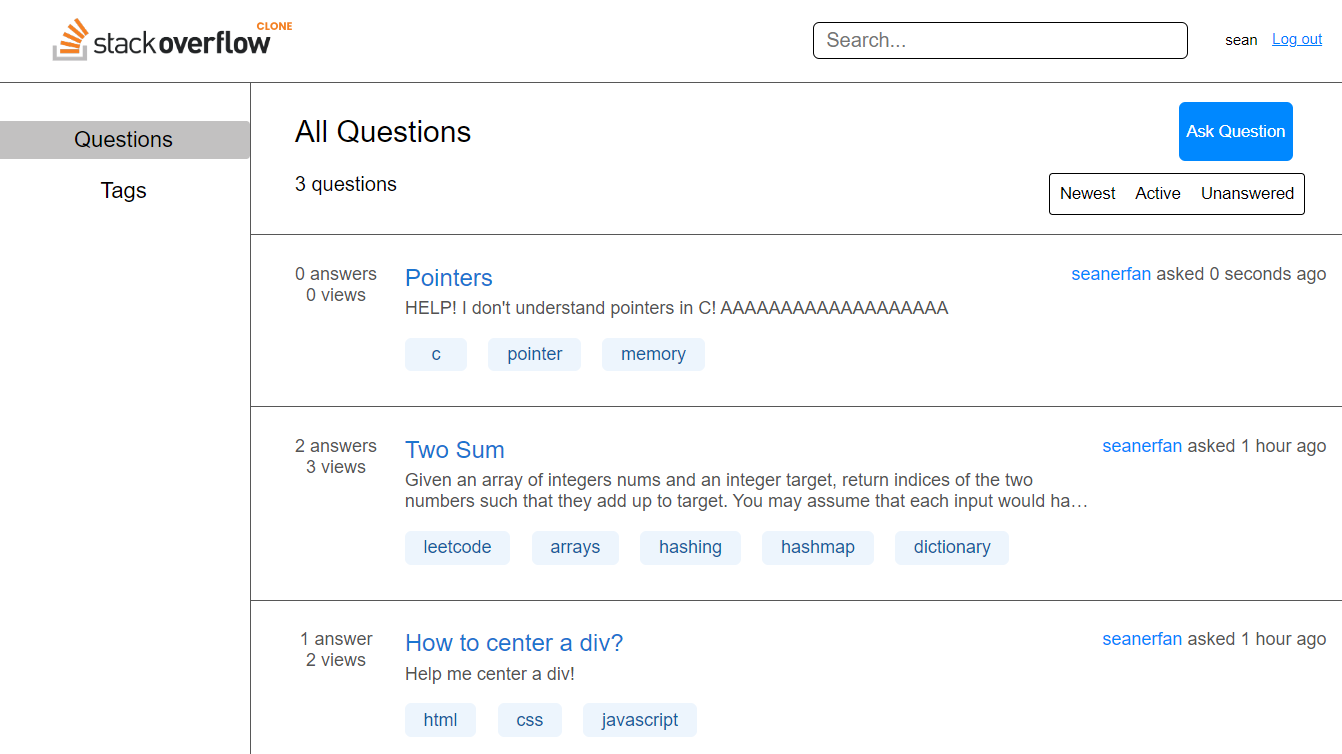 stackoverflow CLONE
Search...
sean Log out
Questions
Tags
All Questions
Ask Question
3 questions
Newest Active Unanswered
0 answers
0 views
Pointers
seanerfan asked 0 seconds ago
HELP! I don't understand pointers in C! AAAAAAAAAAAAAAAAAAA
c pointer memory
2 answers
3 views
Two Sum
seanerfan asked 1 hour ago
Given an array of integers nums and an integer target, return indices of the two
numbers such that they add up to target. You may assume that each input would ha…
leetcode arrays hashing hashmap dictionary
1 answer
2 views
How to center a div?
seanerfan asked 1 hour ago
Help me center a div!
html css javascript